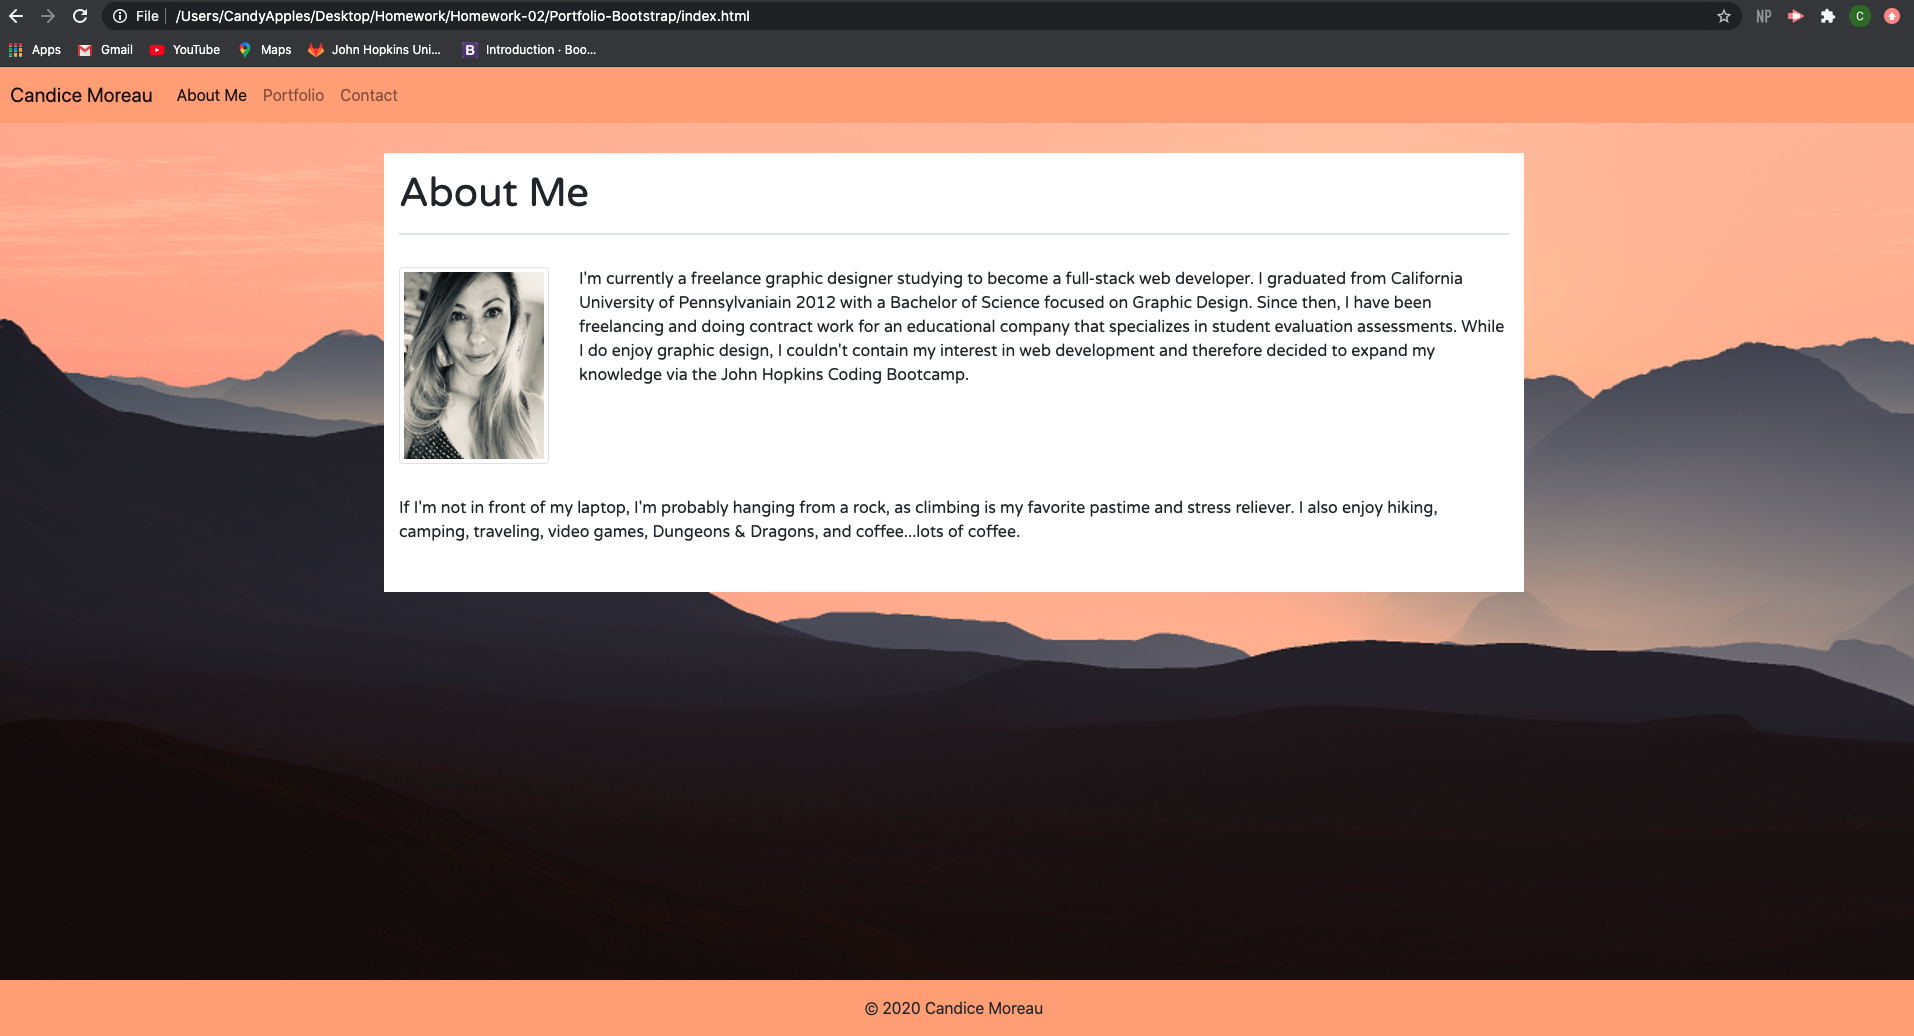 File /Users/CandyApples/Desktop/Homework/Homework-02/Portfolio-Bootstrap/index.html NP C
Apps Gmail YouTube Maps John Hopkins Uni... B Introduction · Boo...
Candice Moreau About Me Portfolio Contact
About Me
I'm currently a freelance graphic designer studying to become a full-stack web developer. I graduated from California
University of Pennsylvaniain 2012 with a Bachelor of Science focused on Graphic Design. Since then, I have been
freelancing and doing contract work for an educational company that specializes in student evaluation assessments. While
I do enjoy graphic design, I couldn't contain my interest in web development and therefore decided to expand my
knowledge via the John Hopkins Coding Bootcamp.
If I'm not in front of my laptop, I'm probably hanging from a rock, as climbing is my favorite pastime and stress reliever. I also enjoy hiking,
camping, traveling, video games, Dungeons & Dragons, and coffee...lots of coffee.
© 2020 Candice Moreau